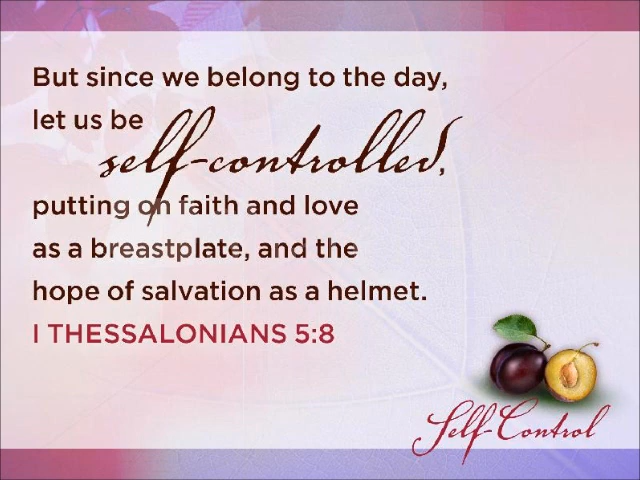 But since we belong to the day,
let us be
self-controlled,
putting on faith and love
as a breastplate, and the
hope of salvation as a helmet.
I THESSALONIANS 5:8
Self-Control